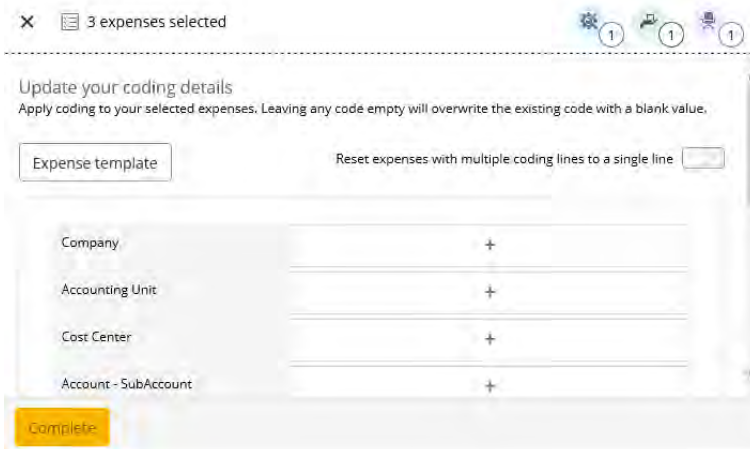 3 expenses selected
1
1
1
Update your coding details
Apply coding to your selected expenses. Leaving any code empty will overwrite the existing code with a blank value.
Expense template
Reset expenses with multiple coding lines to a single line
Company
+
Accounting Unit
+
Cost Center
+
Account - SubAccount
+
Complete